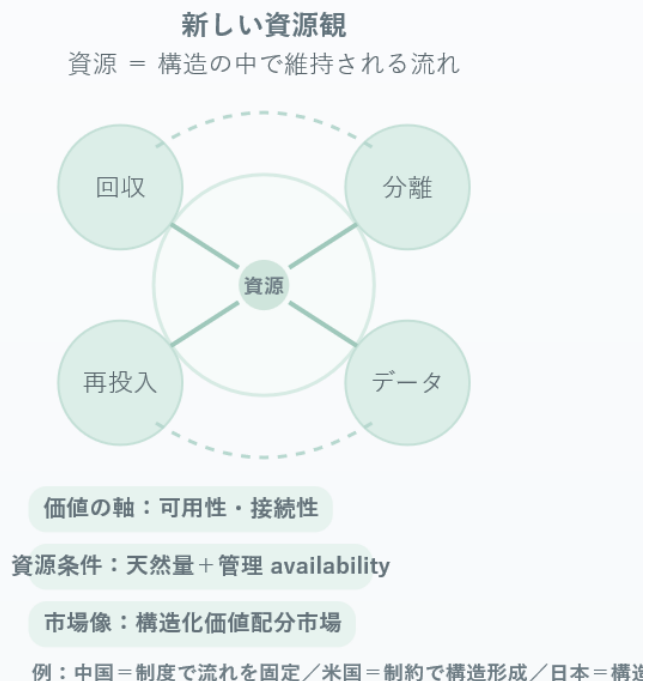 新しい資源観
資源 ＝ 構造の中で維持される流れ
回収
分離
資源
再投入
データ
価値の軸：可用性・接続性
資源条件：天然量＋管理 availability
市場像：構造化価値配分市場
例：中国＝制度で流れを固定／米国＝制約で構造形成／日本＝構造